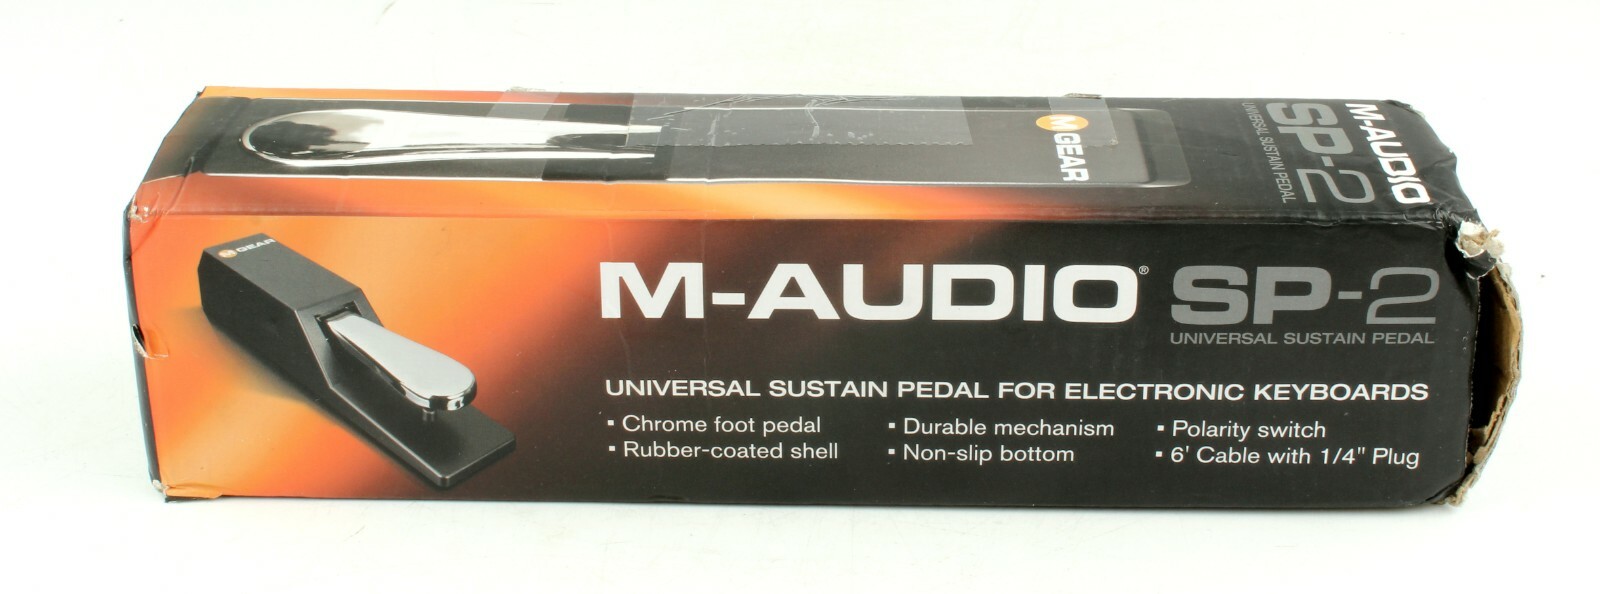 M GEAR
M-AUDIO
SP-2
UNIVERSAL SUSTAIN PEDAL
M GEAR
M-AUDIO® SP-2
UNIVERSAL SUSTAIN PEDAL
UNIVERSAL SUSTAIN PEDAL FOR ELECTRONIC KEYBOARDS
▪ Chrome foot pedal ▪ Durable mechanism ▪ Polarity switch
▪ Rubber-coated shell ▪ Non-slip bottom ▪ 6' Cable with 1/4" Plug